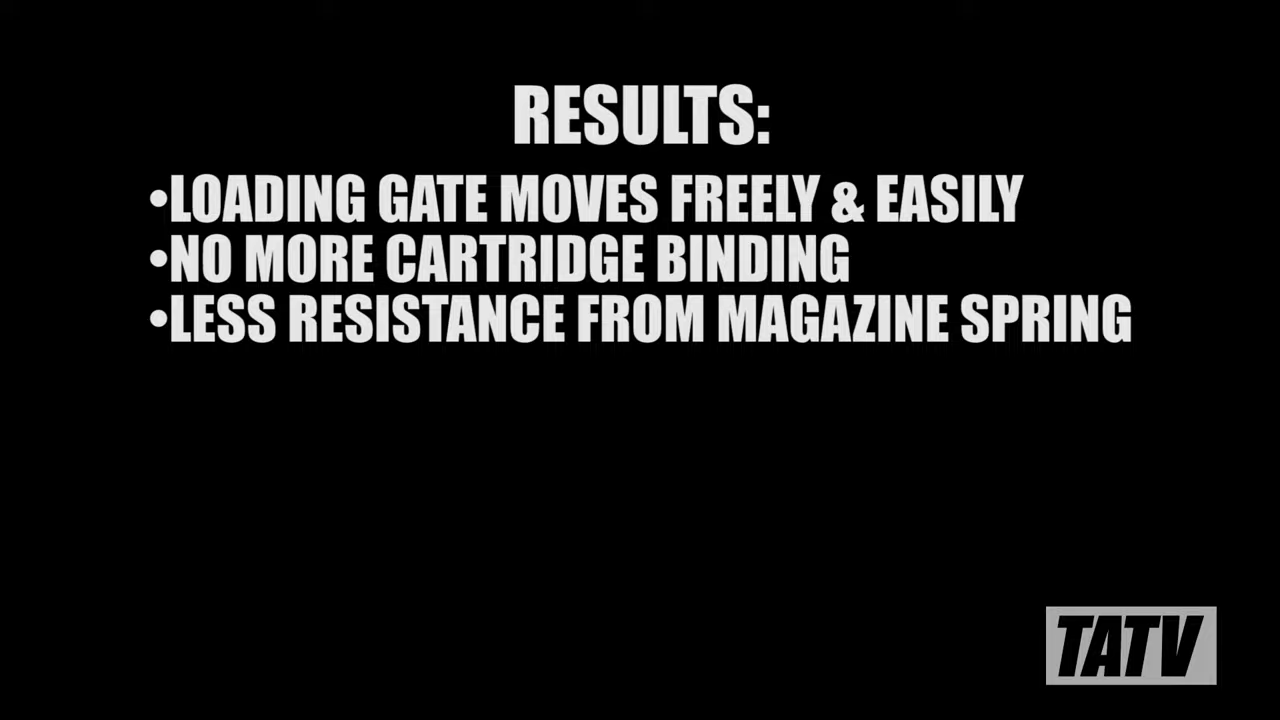 RESULTS:
•LOADING GATE MOVES FREELY & EASILY
•NO MORE CARTRIDGE BINDING
•LESS RESISTANCE FROM MAGAZINE SPRING
TATV